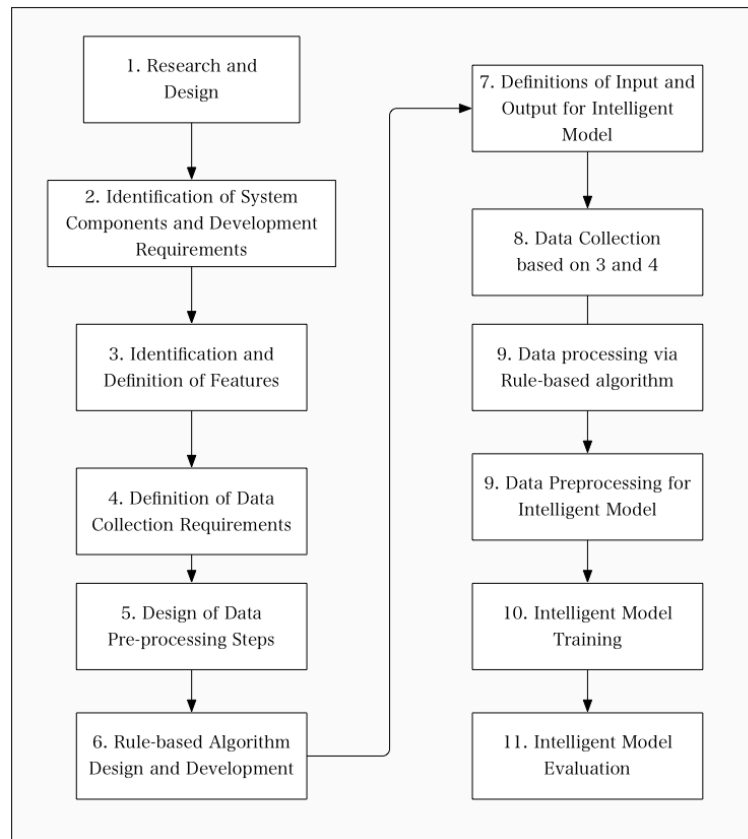 1. Research and
Design
2. Identification of System
Components and Development
Requirements
3. Identification and
Definition of Features
4. Definition of Data
Collection Requirements
5. Design of Data
Pre-processing Steps
6. Rule-based Algorithm
Design and Development
7. Definitions of Input and
Output for Intelligent
Model
8. Data Collection
based on 3 and 4
9. Data processing via
Rule-based algorithm
9. Data Preprocessing for
Intelligent Model
10. Intelligent Model
Training
11. Intelligent Model
Evaluation